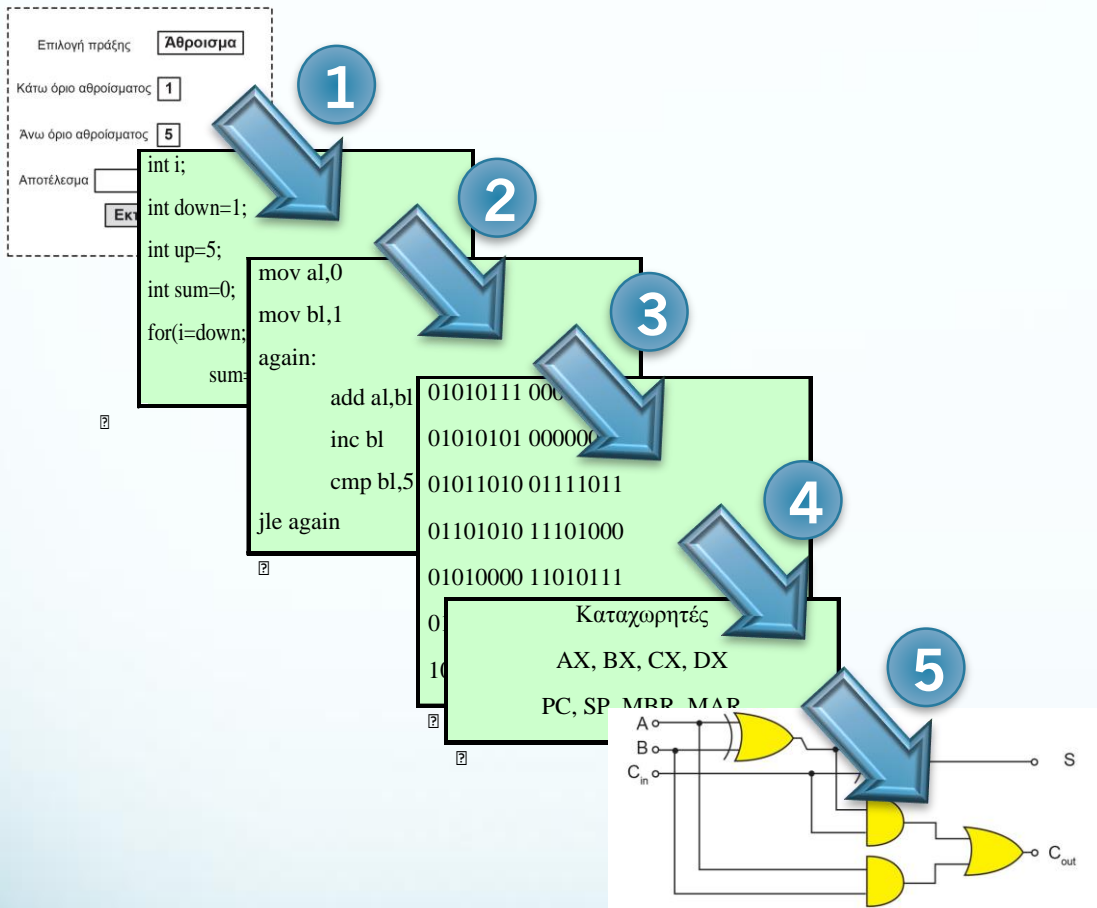 Επιλογή πράξης Άθροισμα
Κάτω όριο αθροίσματος 1
Άνω όριο αθροίσματος 5
Αποτέλεσμα
1
int i;
int down=1;
int up=5;
int sum=0;
for(i=down;
2
mov al,0
mov bl,1
again:
add al,bl
inc bl
cmp bl,5
jle again
3
01010111
01010101
01011010 01111011
01101010 11101000
01010000 11010111
4
Καταχωρητές
AX, BX, CX, DX
PC, SP, MBR, MAR
5
A
B
Cin
S
Cout